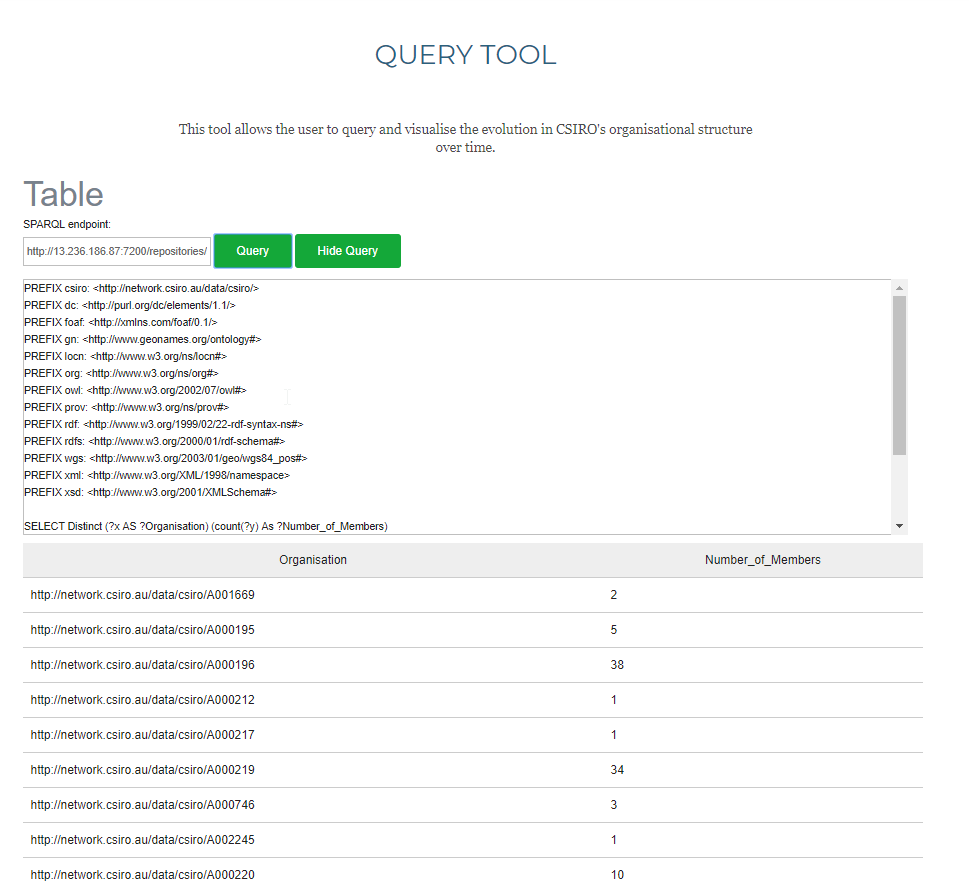 QUERY TOOL
This tool allows the user to query and visualise the evolution in CSIRO's organisational structure
over time.
Table
SPARQL endpoint:
http://13.236.186.87:7200/repositories/ Query Hide Query
PREFIX csiro: <http://network.csiro.au/data/csiro/>
PREFIX dc: <http://purl.org/dc/elements/1.1/>
PREFIX foaf: <http://xmlns.com/foaf/0.1/>
PREFIX gn: <http://www.geonames.org/ontology#>
PREFIX locn: <http://www.w3.org/ns/locn#>
PREFIX org: <http://www.w3.org/ns/org#>
PREFIX owl: <http://www.w3.org/2002/07/owl#>
PREFIX prov: <http://www.w3.org/ns/prov#>
PREFIX rdf: <http://www.w3.org/1999/02/22-rdf-syntax-ns#>
PREFIX rdfs: <http://www.w3.org/2000/01/rdf-schema#>
PREFIX wgs: <http://www.w3.org/2003/01/geo/wgs84_pos#>
PREFIX xml: <http://www.w3.org/XML/1998/namespace>
PREFIX xsd: <http://www.w3.org/2001/XMLSchema#>
SELECT Distinct (?x AS ?Organisation) (count(?y) As ?Number_of_Members)
Organisation Number_of_Members
http://network.csiro.au/data/csiro/A001669 2
http://network.csiro.au/data/csiro/A000195 5
http://network.csiro.au/data/csiro/A000196 38
http://network.csiro.au/data/csiro/A000212 1
http://network.csiro.au/data/csiro/A000217 1
http://network.csiro.au/data/csiro/A000219 34
http://network.csiro.au/data/csiro/A000746 3
http://network.csiro.au/data/csiro/A002245 1
http://network.csiro.au/data/csiro/A000220 10